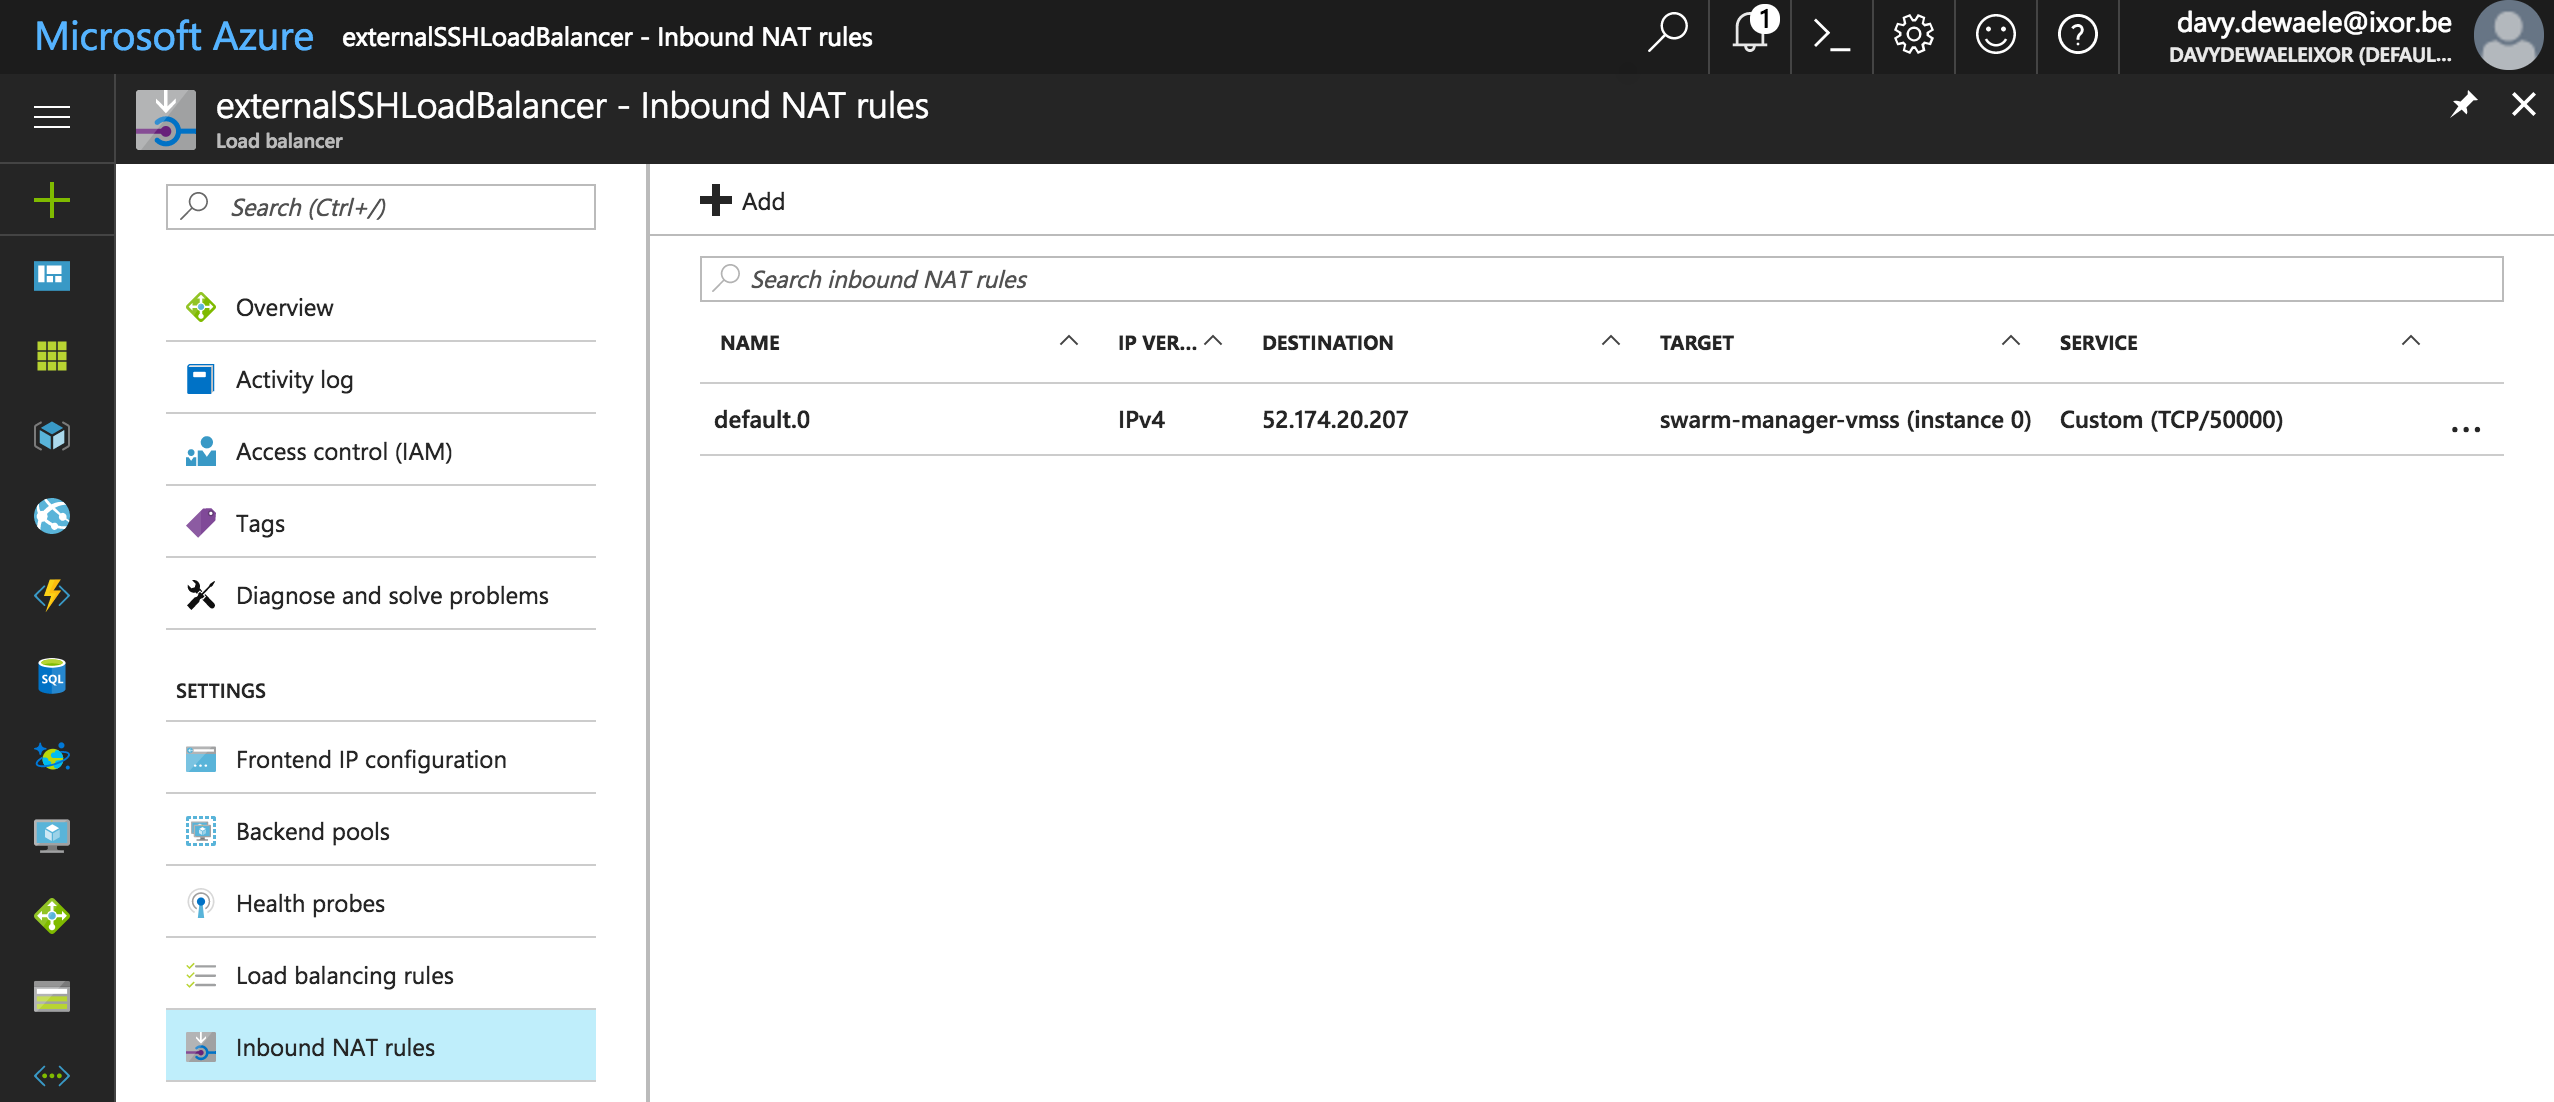 Microsoft Azure externalSSHLoadBalancer - Inbound NAT rules
1
davy.dewaele@ixor.be
DAVYDEWAELEIXOR (DEFAUL...
externalSSHLoadBalancer - Inbound NAT rules
Load balancer
Search (Ctrl+/)
Overview
Activity log
Access control (IAM)
Tags
Diagnose and solve problems
SETTINGS
Frontend IP configuration
Backend pools
Health probes
Load balancing rules
Inbound NAT rules
SQL
Add
Search inbound NAT rules
NAME IP VER... DESTINATION TARGET SERVICE
default.0 IPv4 52.174.20.207 swarm-manager-vmss (instance 0) Custom (TCP/50000) ...